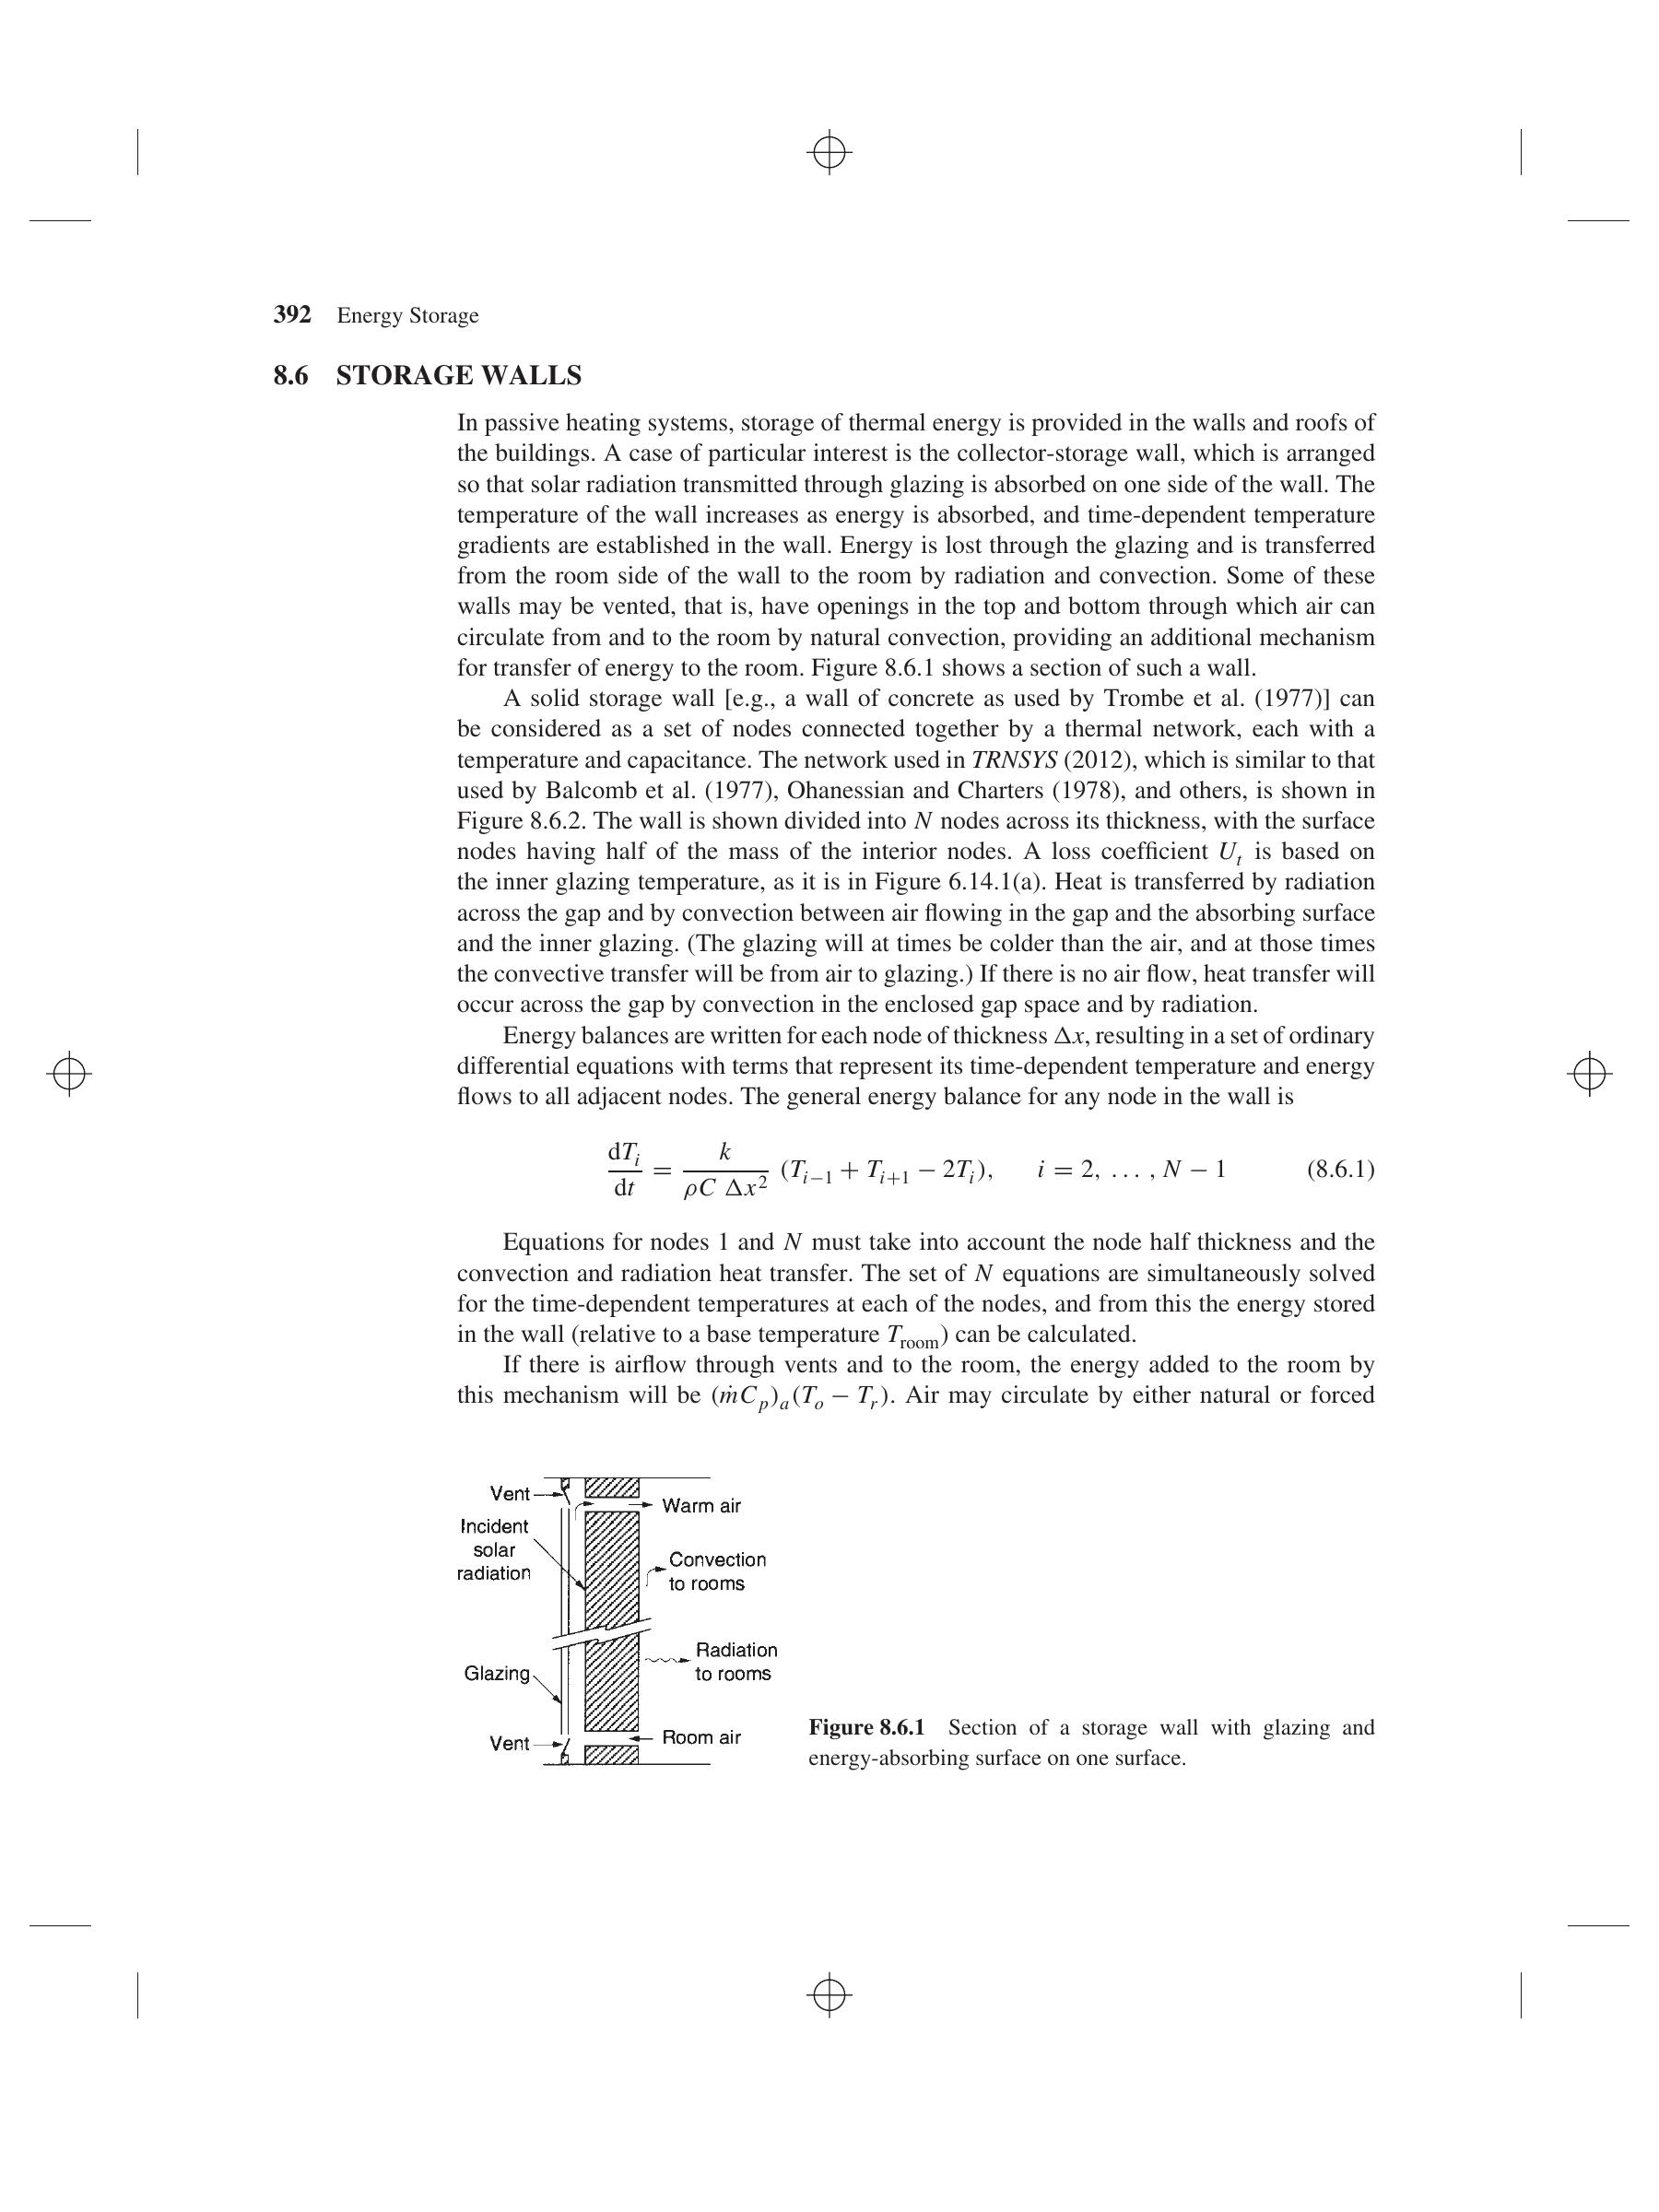 392 Energy Storage
8.6 STORAGE WALLS
In passive heating systems, storage of thermal energy is provided in the walls and roofs of
the buildings. A case of particular interest is the collector-storage wall, which is arranged
so that solar radiation transmitted through glazing is absorbed on one side of the wall. The
temperature of the wall increases as energy is absorbed, and time-dependent temperature
gradients are established in the wall. Energy is lost through the glazing and is transferred
from the room side of the wall to the room by radiation and convection. Some of these
walls may be vented, that is, have openings in the top and bottom through which air can
circulate from and to the room by natural convection, providing an additional mechanism
for transfer of energy to the room. Figure 8.6.1 shows a section of such a wall.
A solid storage wall [e.g., a wall of concrete as used by Trombe et al. (1977)] can
be considered as a set of nodes connected together by a thermal network, each with a
temperature and capacitance. The network used in TRNSYS (2012), which is similar to that
used by Balcomb et al. (1977), Ohanessian and Charters (1978), and others, is shown in
Figure 8.6.2. The wall is shown divided into N nodes across its thickness, with the surface
nodes having half of the mass of the interior nodes. A loss coefficient U_t is based on
the inner glazing temperature, as it is in Figure 6.14.1(a). Heat is transferred by radiation
across the gap and by convection between air flowing in the gap and the absorbing surface
and the inner glazing. (The glazing will at times be colder than the air, and at those times
the convective transfer will be from air to glazing.) If there is no air flow, heat transfer will
occur across the gap by convection in the enclosed gap space and by radiation.
Energy balances are written for each node of thickness Δx, resulting in a set of ordinary
differential equations with terms that represent its time-dependent temperature and energy
flows to all adjacent nodes. The general energy balance for any node in the wall is
dT_i/dt = k/(ρC Δx²) (T_{i−1} + T_{i+1} − 2T_i), i = 2, ... , N − 1 (8.6.1)
Equations for nodes 1 and N must take into account the node half thickness and the
convection and radiation heat transfer. The set of N equations are simultaneously solved
for the time-dependent temperatures at each of the nodes, and from this the energy stored
in the wall (relative to a base temperature T_room) can be calculated.
If there is airflow through vents and to the room, the energy added to the room by
this mechanism will be (ṁC_p)_a(T_o − T_r). Air may circulate by either natural or forced
Vent
Warm air
Incident
solar
radiation
Convection
to rooms
Radiation
to rooms
Glazing
Vent
Room air
Figure 8.6.1 Section of a storage wall with glazing and
energy-absorbing surface on one surface.